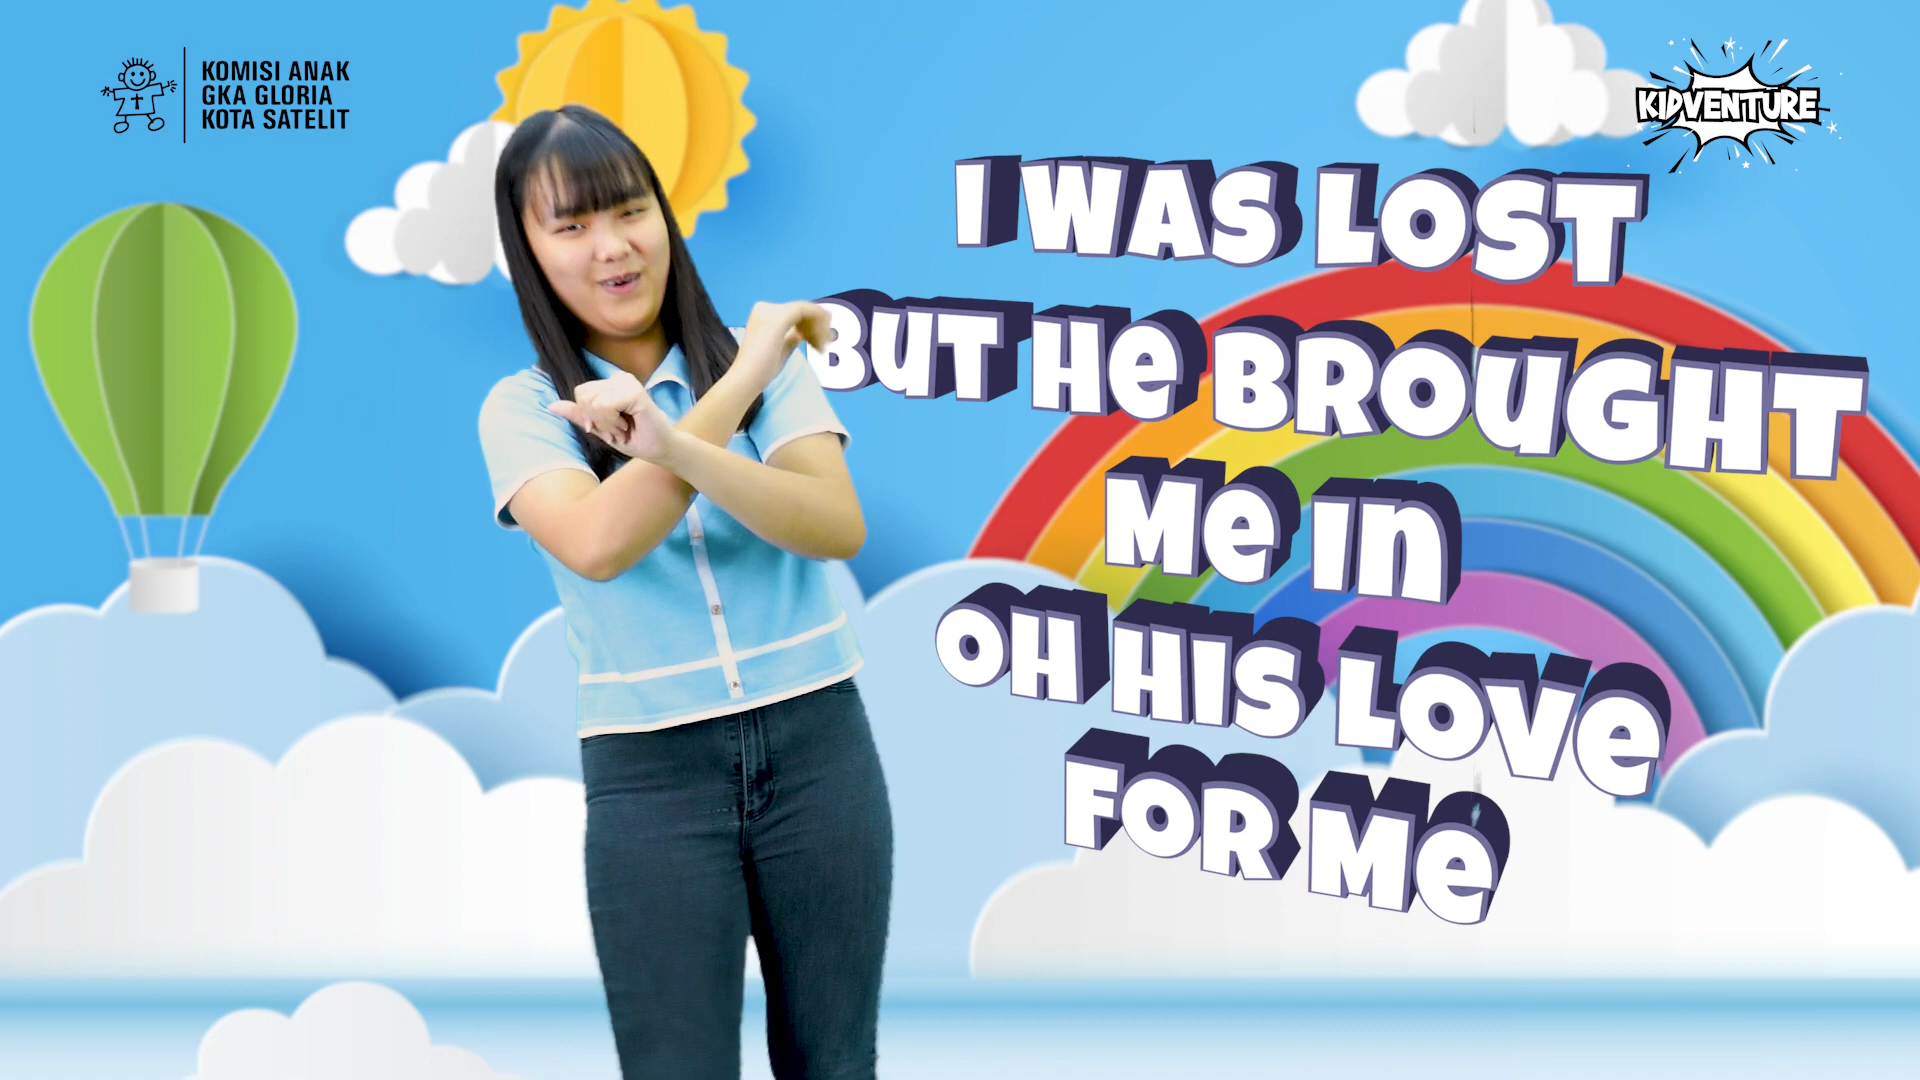 KOMISI ANAK
GKA GLORIA
KOTA SATELIT
KIDVENTURE
I WAS LOST
BUT HE BROUGHT
ME IN
OH HIS LOVE
FOR ME